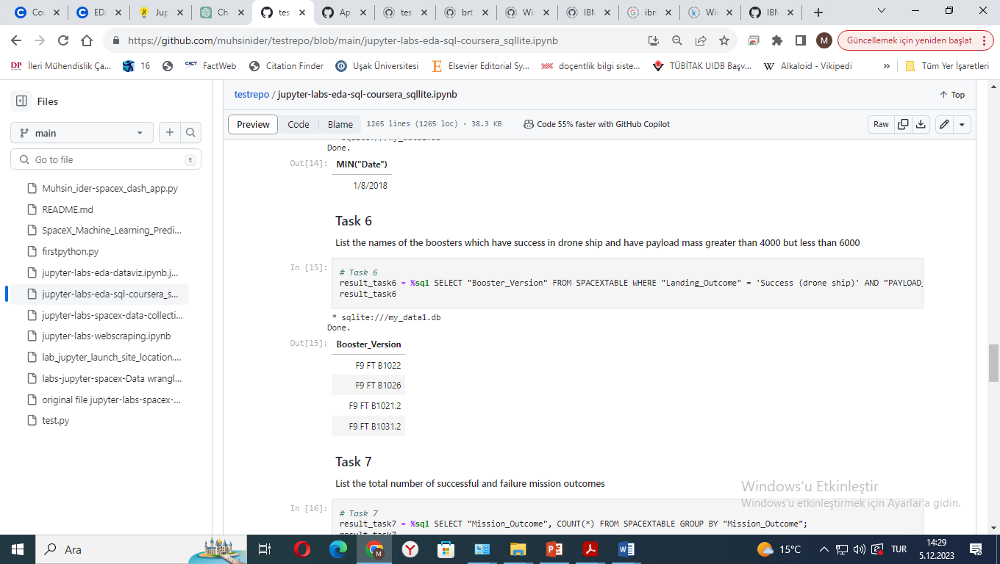 Cou
ED/
Jup
Cha
tes
Ap
tes
brt
Wi
IBN
ibn
Wi
IBN
https://github.com/muhsinider/testrepo/blob/main/jupyter-labs-eda-sql-coursera_sqllite.ipynb
M
Güncellemek için yeniden başlat
DP İleri Mühendislik Ça...
16
CACT FactWeb
Citation Finder
Uşak Üniversitesi
E Elsevier Editorial Sy...
doçentlik bilgi siste...
TÜBİTAK UIDB Başv...
W Alkaloid - Vikipedi
»
Tüm Yer İşaretleri
Files
main
Go to file
t
Muhsin_ider-spacex_dash_app.py
README.md
SpaceX_Machine_Learning_Predi...
firstpython.py
jupyter-labs-eda-dataviz.ipynb.j...
jupyter-labs-eda-sql-coursera_s...
jupyter-labs-spacex-data-collecti...
jupyter-labs-webscraping.ipynb
lab_jupyter_launch_site_location....
labs-jupyter-spacex-Data wrangl...
original file jupyter-labs-spacex-...
test.py
testrepo / jupyter-labs-eda-sql-coursera_sqllite.ipynb
Top
Preview
Code
Blame
1265 lines (1265 loc) · 38.3 KB
Code 55% faster with GitHub Copilot
Raw
Done.
Out[14]: MIN("Date")
1/8/2018
Task 6
List the names of the boosters which have success in drone ship and have payload mass greater than 4000 but less than 6000
In [15]: # Task 6
result_task6 = %sql SELECT "Booster_Version" FROM SPACEXTABLE WHERE "Landing_Outcome" = 'Success (drone ship)' AND "PAYLOAD_
result_task6
* sqlite:///my_data1.db
Done.
Out[15]: Booster_Version
F9 FT B1022
F9 FT B1026
F9 FT B1021.2
F9 FT B1031.2
Task 7
List the total number of successful and failure mission outcomes
In [16]: # Task 7
result_task7 = %sql SELECT "Mission_Outcome", COUNT(*) FROM SPACEXTABLE GROUP BY "Mission_Outcome";
Windows'u Etkinleştir
Windows'u etkinleştirmek için Ayarlar'a gidin.
Ara
15°C
TUR
14:29
5.12.2023